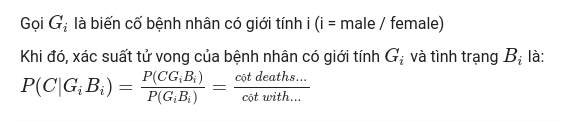 Gọi G_i là biến cố bệnh nhân có giới tính i (i = male / female)
Khi đó, xác suất tử vong của bệnh nhân có giới tính G_i và tình trạng B_i là:
P(C|G_iB_i) = \frac{P(CG_iB_i)}{P(G_iB_i)} = \frac{cột deaths...}{cột with...}